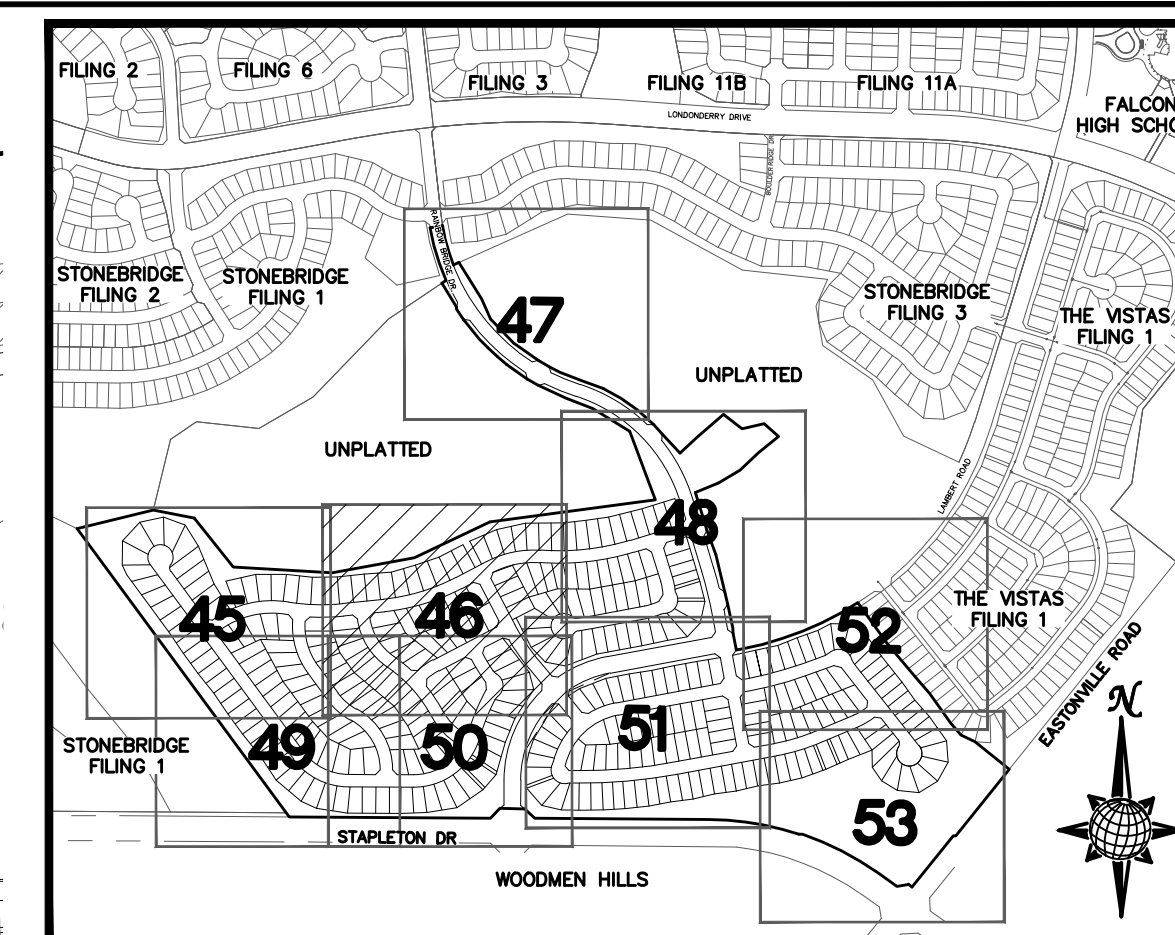 FILING 2
FILING 6
FILING 3
FILING 11B
FILING 11A
FALCON
HIGH SCHO
LONDONDERRY DRIVE
BOULDER RIDGE DR
RAINBOW BRIDGE DR.
STONEBRIDGE
FILING 2
STONEBRIDGE
FILING 1
STONEBRIDGE
FILING 3
THE VISTAS
FILING 1
47
UNPLATTED
UNPLATTED
LAMBERT ROAD
48
45
46
52
THE VISTAS
FILING 1
EASTONVILLE ROAD
N
STONEBRIDGE
FILING 1
49
50
51
53
STAPLETON DR
WOODMEN HILLS